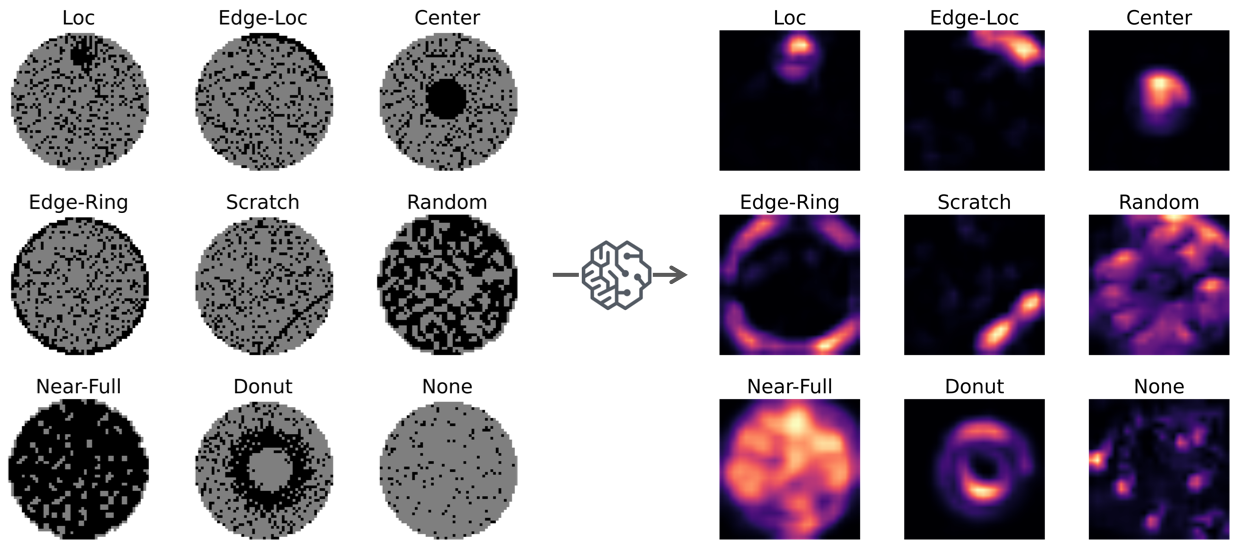 Loc
Edge-Loc
Center
Edge-Ring
Scratch
Random
Near-Full
Donut
None
Loc
Edge-Loc
Center
Edge-Ring
Scratch
Random
Near-Full
Donut
None